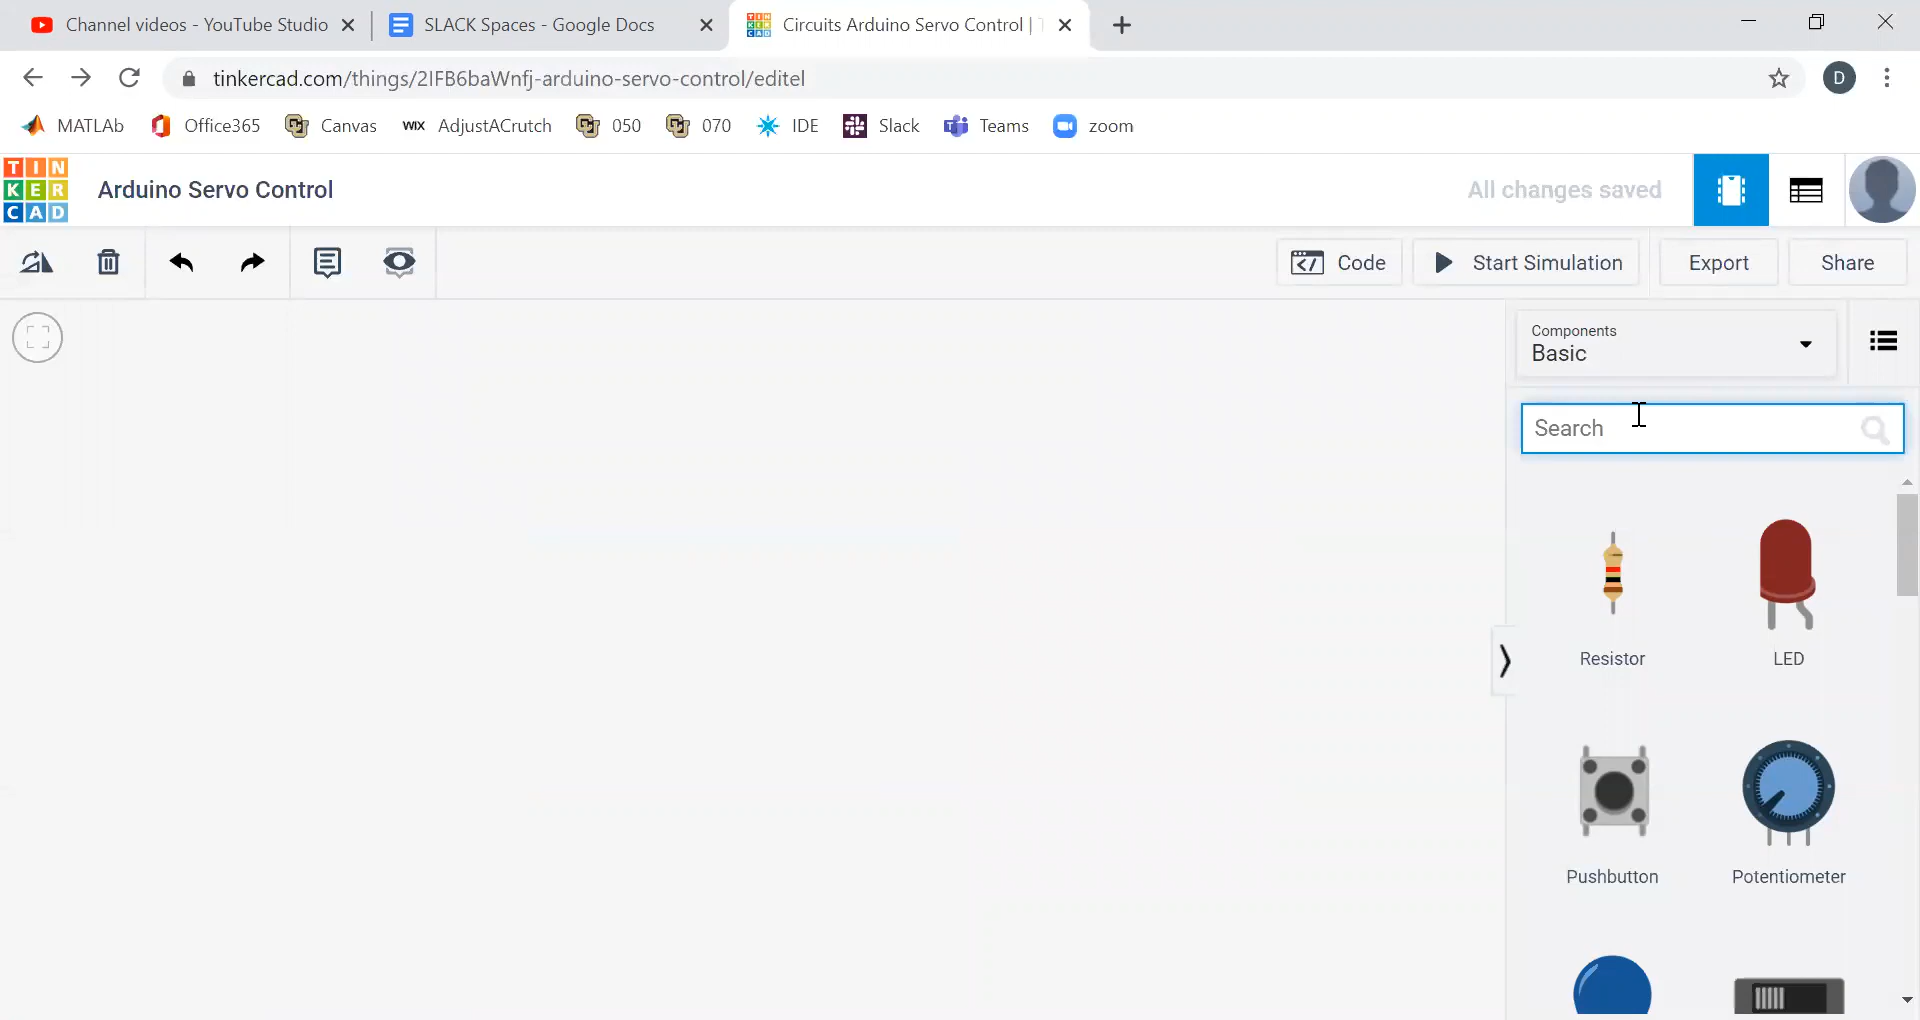 Channel videos - YouTube Studio
SLACK Spaces - Google Docs
Circuits Arduino Servo Control |
tinkercad.com/things/2IFB6baWnfj-arduino-servo-control/editel
D
MATLAb
Office365
Canvas
WIX AdjustACrutch
050
070
IDE
Slack
Teams
zoom
TIN
KER
CAD
Arduino Servo Control
All changes saved
Code
Start Simulation
Export
Share
Components
Basic
Search
Resistor
LED
Pushbutton
Potentiometer